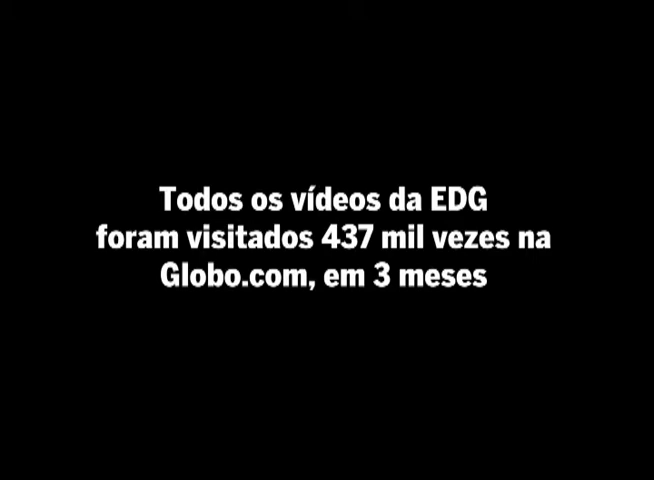 Todos os vídeos da EDG
foram visitados 437 mil vezes na
Globo.com, em 3 meses